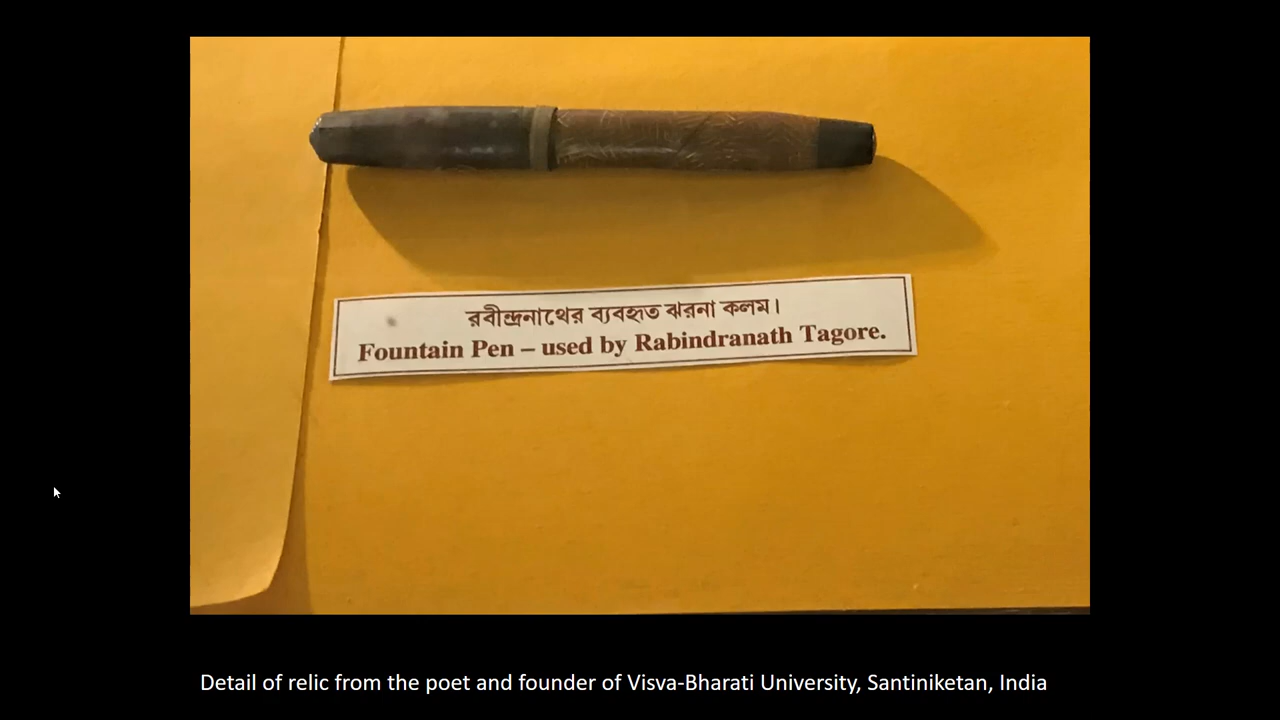 রবীন্দ্রনাথের ব্যবহৃত ঝরনা কলম।
Fountain Pen – used by Rabindranath Tagore.
Detail of relic from the poet and founder of Visva-Bharati University, Santiniketan, India